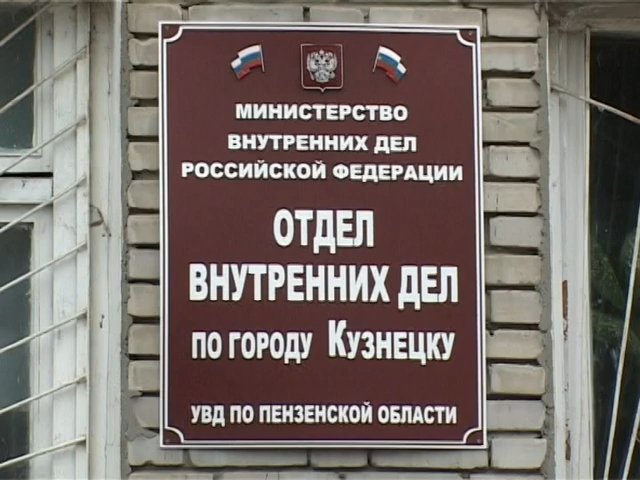 МИНИСТЕРСТВО
ВНУТРЕННИХ ДЕЛ
РОССИЙСКОЙ ФЕДЕРАЦИИ
ОТДЕЛ
ВНУТРЕННИХ ДЕЛ
ПО ГОРОДУ КУЗНЕЦКУ
УВД ПО ПЕНЗЕНСКОЙ ОБЛАСТИ